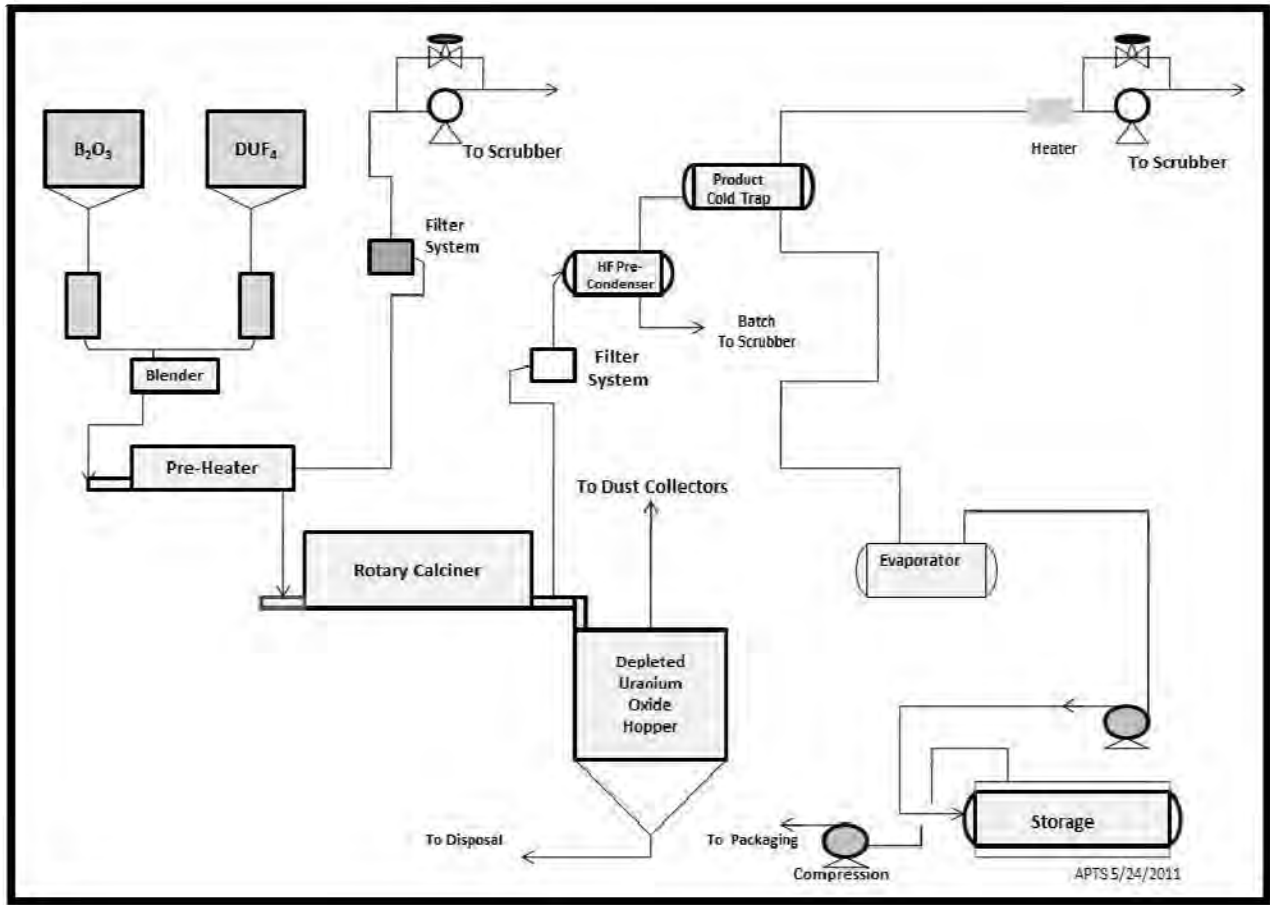 B₂O₃
DUF₄
To Scrubber
Heater
To Scrubber
Product
Cold Trap
Filter
System
HF Pre-
Condenser
Batch
To Scrubber
Filter
System
Blender
Pre-Heater
To Dust Collectors
Rotary Calciner
Evaporator
Depleted
Uranium
Oxide
Hopper
To Disposal
To Packaging
Compression
Storage
APTS 5/24/2011